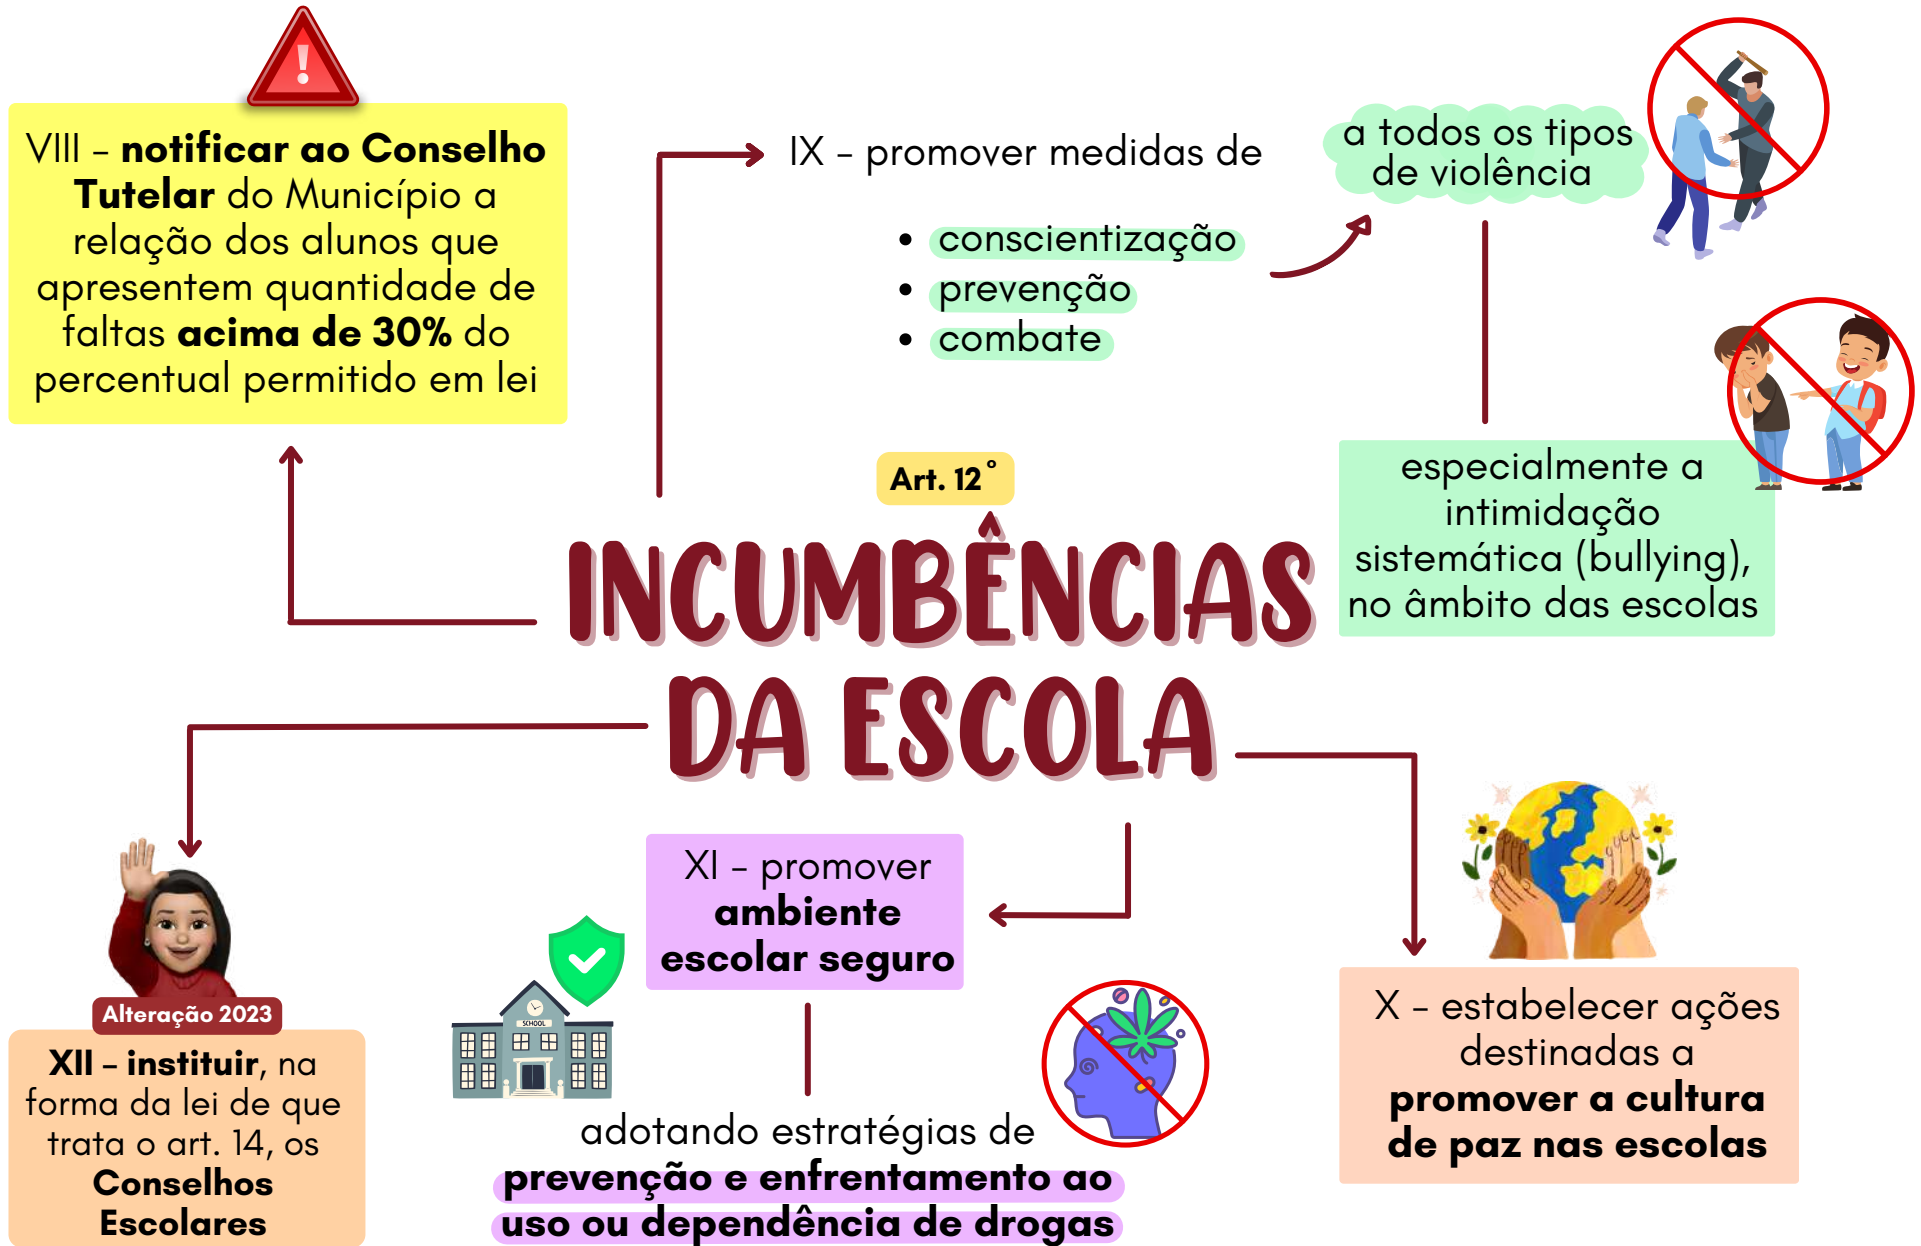 VIII - notificar ao Conselho
Tutelar do Município a
relação dos alunos que
apresentem quantidade de
faltas acima de 30% do
percentual permitido em lei
IX - promover medidas de
• conscientização
• prevenção
• combate
a todos os tipos
de violência
especialmente a
intimidação
sistemática (bullying),
no âmbito das escolas
Art. 12°
INCUMBÊNCIAS
DA ESCOLA
Alteração 2023
XII - instituir, na
forma da lei de que
trata o art. 14, os
Conselhos
Escolares
XI - promover
ambiente
escolar seguro
SCHOOL
adotando estratégias de
prevenção e enfrentamento ao
uso ou dependência de drogas
X - estabelecer ações
destinadas a
promover a cultura
de paz nas escolas